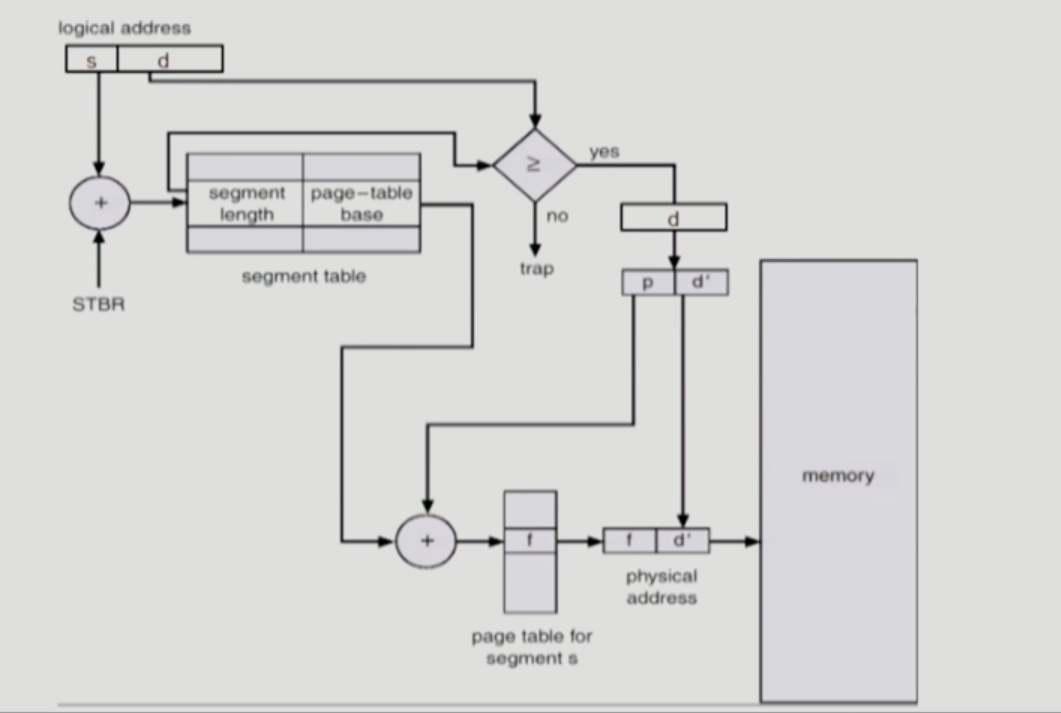 logical address
s d
≥
yes
segment length
page-table base
+
no
d
segment table
trap
p d'
STBR
memory
+
f
f d'
physical
address
page table for
segment s